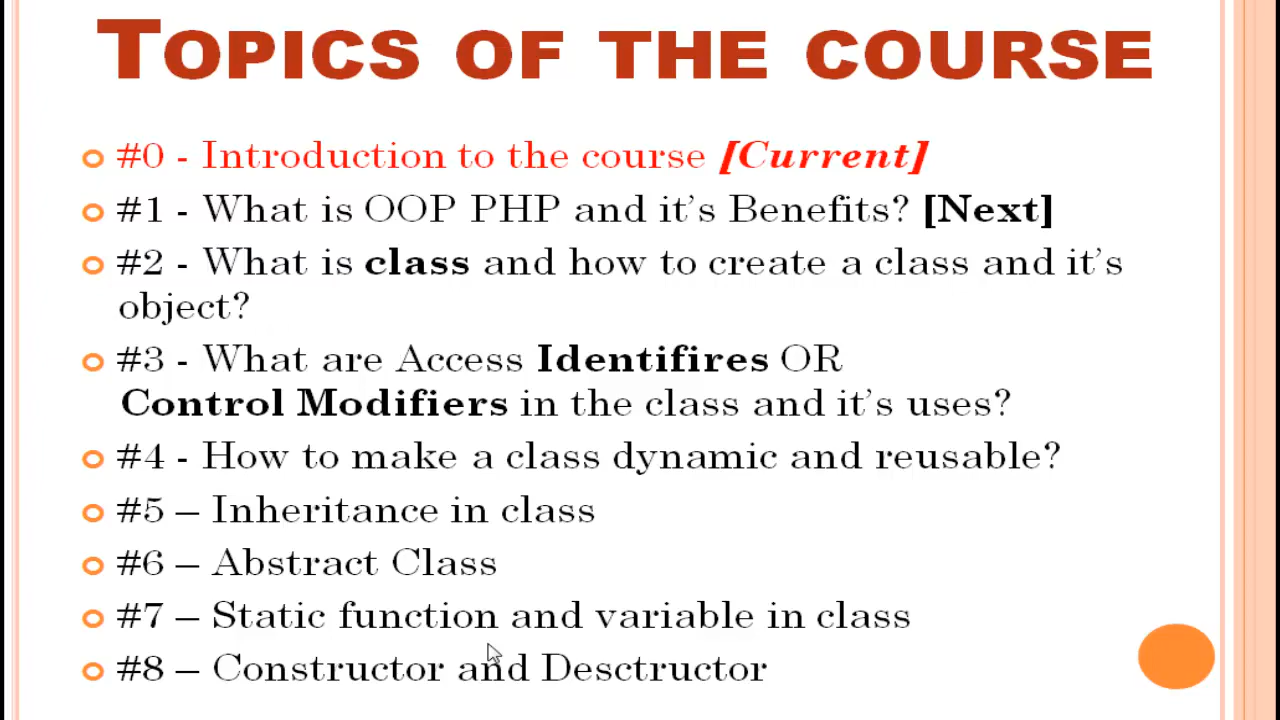 TOPICS OF THE COURSE
#0 - Introduction to the course [Current]
#1 - What is OOP PHP and it's Benefits? [Next]
#2 - What is class and how to create a class and it's
object?
#3 - What are Access Identifires OR
Control Modifiers in the class and it's uses?
#4 - How to make a class dynamic and reusable?
#5 – Inheritance in class
#6 – Abstract Class
#7 – Static function and variable in class
#8 – Constructor and Desctructor